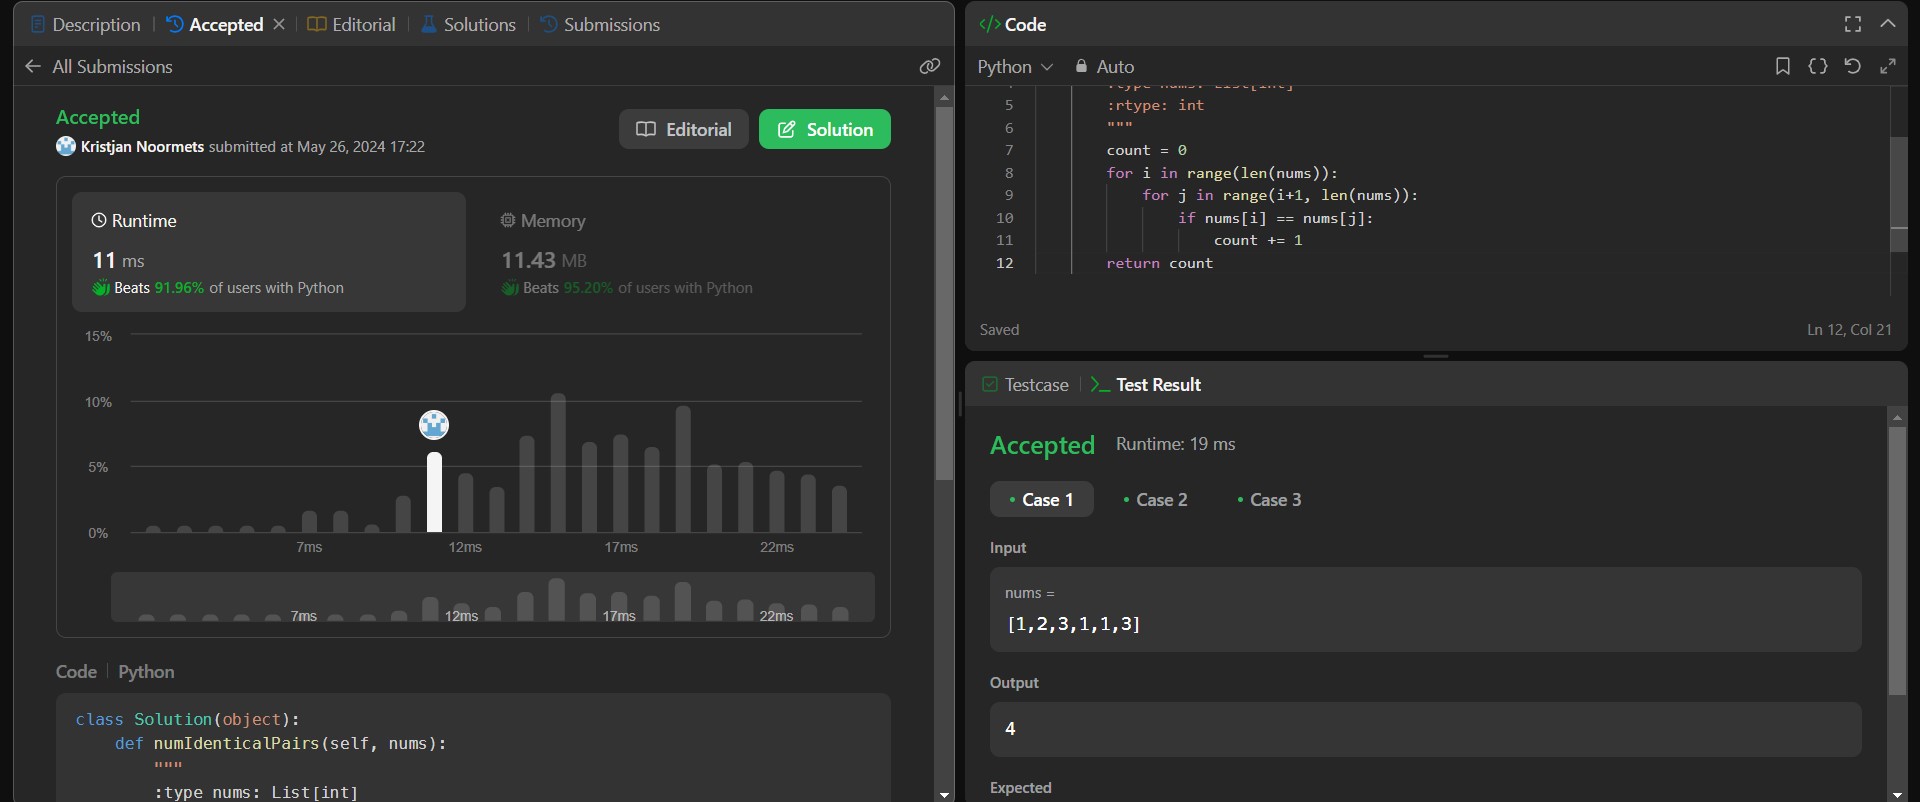 Description
Accepted
Editorial
Solutions
Submissions
All Submissions
Accepted
Kristjan Noormets submitted at May 26, 2024 17:22
Editorial
Solution
Runtime
11 ms
Beats 91.96% of users with Python
Memory
11.43 MB
Beats 95.20% of users with Python
15%
10%
5%
0%
7ms 12ms 17ms 22ms
7ms 12ms 17ms 22ms
Code | Python
class Solution(object):
    def numIdenticalPairs(self, nums):
        """
        :type nums: List[int]
</> Code
Python
Auto
4 :type nums: List[int]
5 :rtype: int
6 """
7 count = 0
8 for i in range(len(nums)):
9     for j in range(i+1, len(nums)):
10         if nums[i] == nums[j]:
11             count += 1
12 return count
Saved
Ln 12, Col 21
Testcase
>_ Test Result
Accepted Runtime: 19 ms
• Case 1 • Case 2 • Case 3
Input
nums =
[1,2,3,1,1,3]
Output
4
Expected